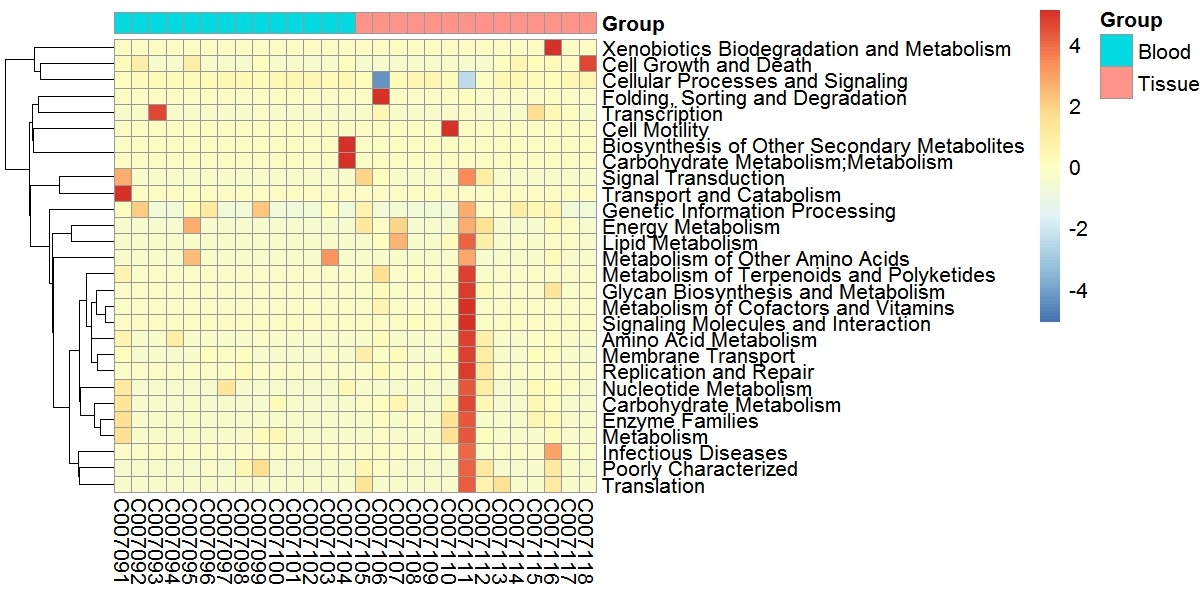 Group
Xenobiotics Biodegradation and Metabolism
Cell Growth and Death
Cellular Processes and Signaling
Folding, Sorting and Degradation
Transcription
Cell Motility
Biosynthesis of Other Secondary Metabolites
Carbohydrate Metabolism;Metabolism
Signal Transduction
Transport and Catabolism
Genetic Information Processing
Energy Metabolism
Lipid Metabolism
Metabolism of Other Amino Acids
Metabolism of Terpenoids and Polyketides
Glycan Biosynthesis and Metabolism
Metabolism of Cofactors and Vitamins
Signaling Molecules and Interaction
Amino Acid Metabolism
Membrane Transport
Replication and Repair
Nucleotide Metabolism
Carbohydrate Metabolism
Enzyme Families
Metabolism
Infectious Diseases
Poorly Characterized
Translation
C007091
C007092
C007093
C007094
C007095
C007096
C007097
C007098
C007099
C007100
C007101
C007102
C007103
C007104
C007105
C007106
C007107
C007108
C007109
C007110
C007111
C007112
C007113
C007114
C007115
C007116
C007117
C007118
4
2
0
-2
-4
Group
Blood
Tissue